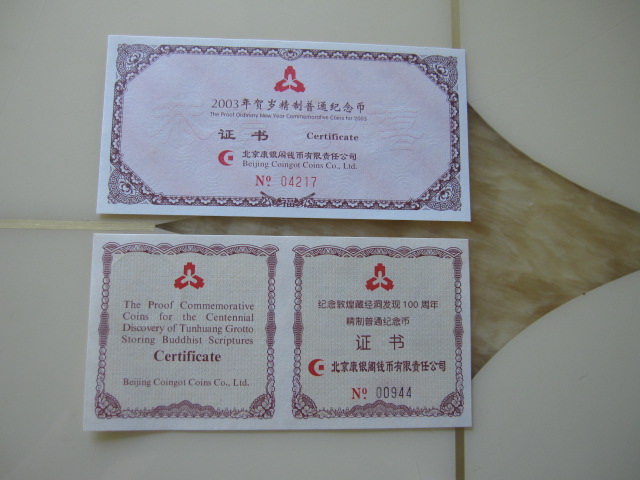 2003年贺岁精制普通纪念币
The Proof Ordinary New Year Commemorative Coins for 2003
证 书 Certificate
北京康银阁钱币有限责任公司
Beijing Coingot Coins Co., Ltd.
Nº 04217
福
The Proof Commemorative
Coins for the Centennial
Discovery of Tunhuang Grotto
Storing Buddhist Scriptures
Certificate
Beijing Coingot Coins Co., Ltd.
纪念敦煌藏经洞发现100周年
精制普通纪念币
证 书
北京康银阁钱币有限责任公司
Nº 00944